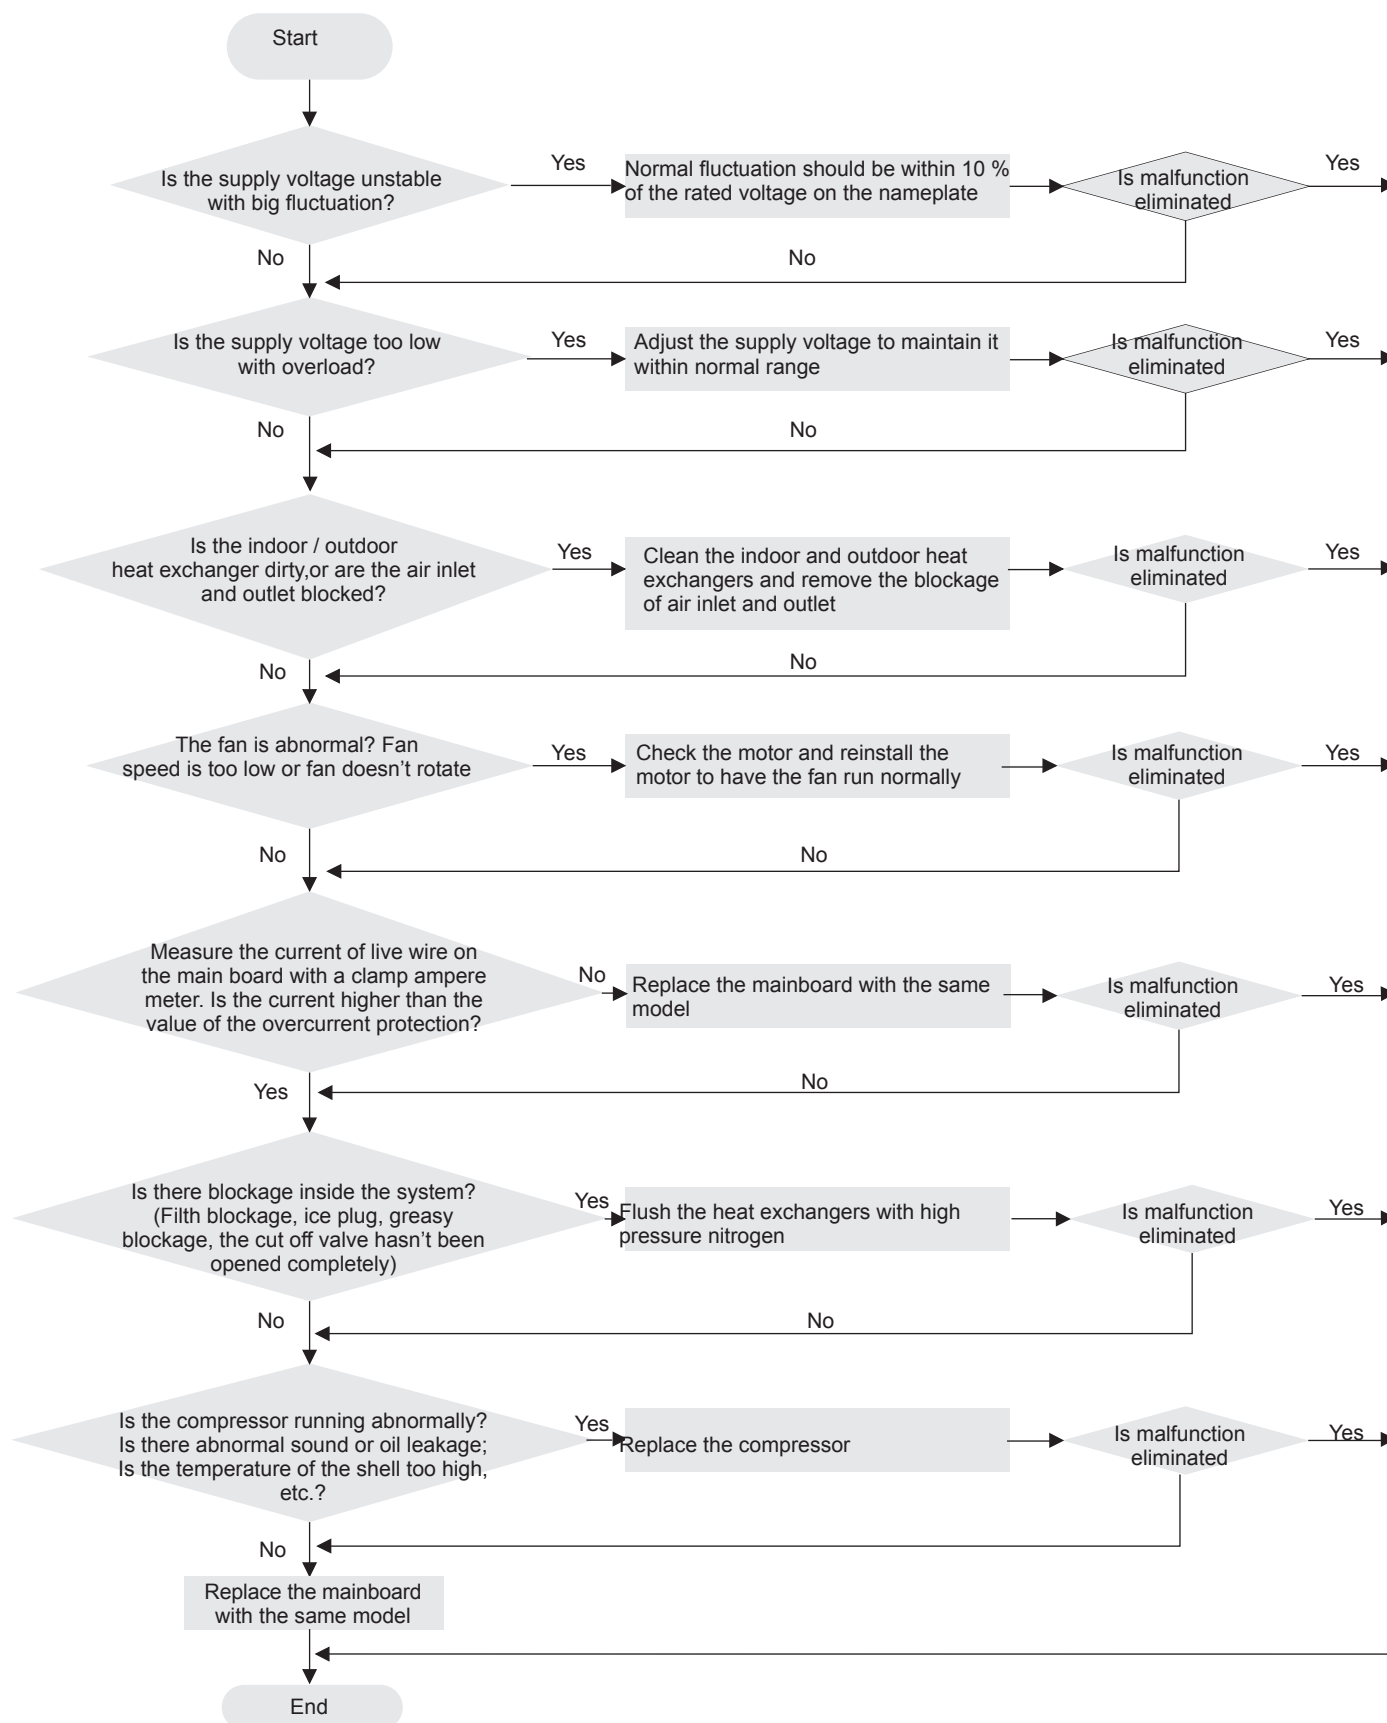 Start
Is the supply voltage unstable
with big fluctuation?
Yes
Normal fluctuation should be within 10 %
of the rated voltage on the nameplate
Is malfunction
eliminated
Yes
No
No
Is the supply voltage too low
with overload?
Yes
Adjust the supply voltage to maintain it
within normal range
Is malfunction
eliminated
Yes
No
No
Is the indoor / outdoor
heat exchanger dirty,or are the air inlet
and outlet blocked?
Yes
Clean the indoor and outdoor heat
exchangers and remove the blockage
of air inlet and outlet
Is malfunction
eliminated
Yes
No
No
The fan is abnormal? Fan
speed is too low or fan doesn't rotate
Yes
Check the motor and reinstall the
motor to have the fan run normally
Is malfunction
eliminated
Yes
No
No
Measure the current of live wire on
the main board with a clamp ampere
meter. Is the current higher than the
value of the overcurrent protection?
No
Replace the mainboard with the same
model
Is malfunction
eliminated
Yes
Yes
No
Is there blockage inside the system?
(Filth blockage, ice plug, greasy
blockage, the cut off valve hasn't been
opened completely)
Yes
Flush the heat exchangers with high
pressure nitrogen
Is malfunction
eliminated
Yes
No
No
Is the compressor running abnormally?
Is there abnormal sound or oil leakage;
Is the temperature of the shell too high,
etc.?
Yes
Replace the compressor
Is malfunction
eliminated
Yes
No
Replace the mainboard
with the same model
End